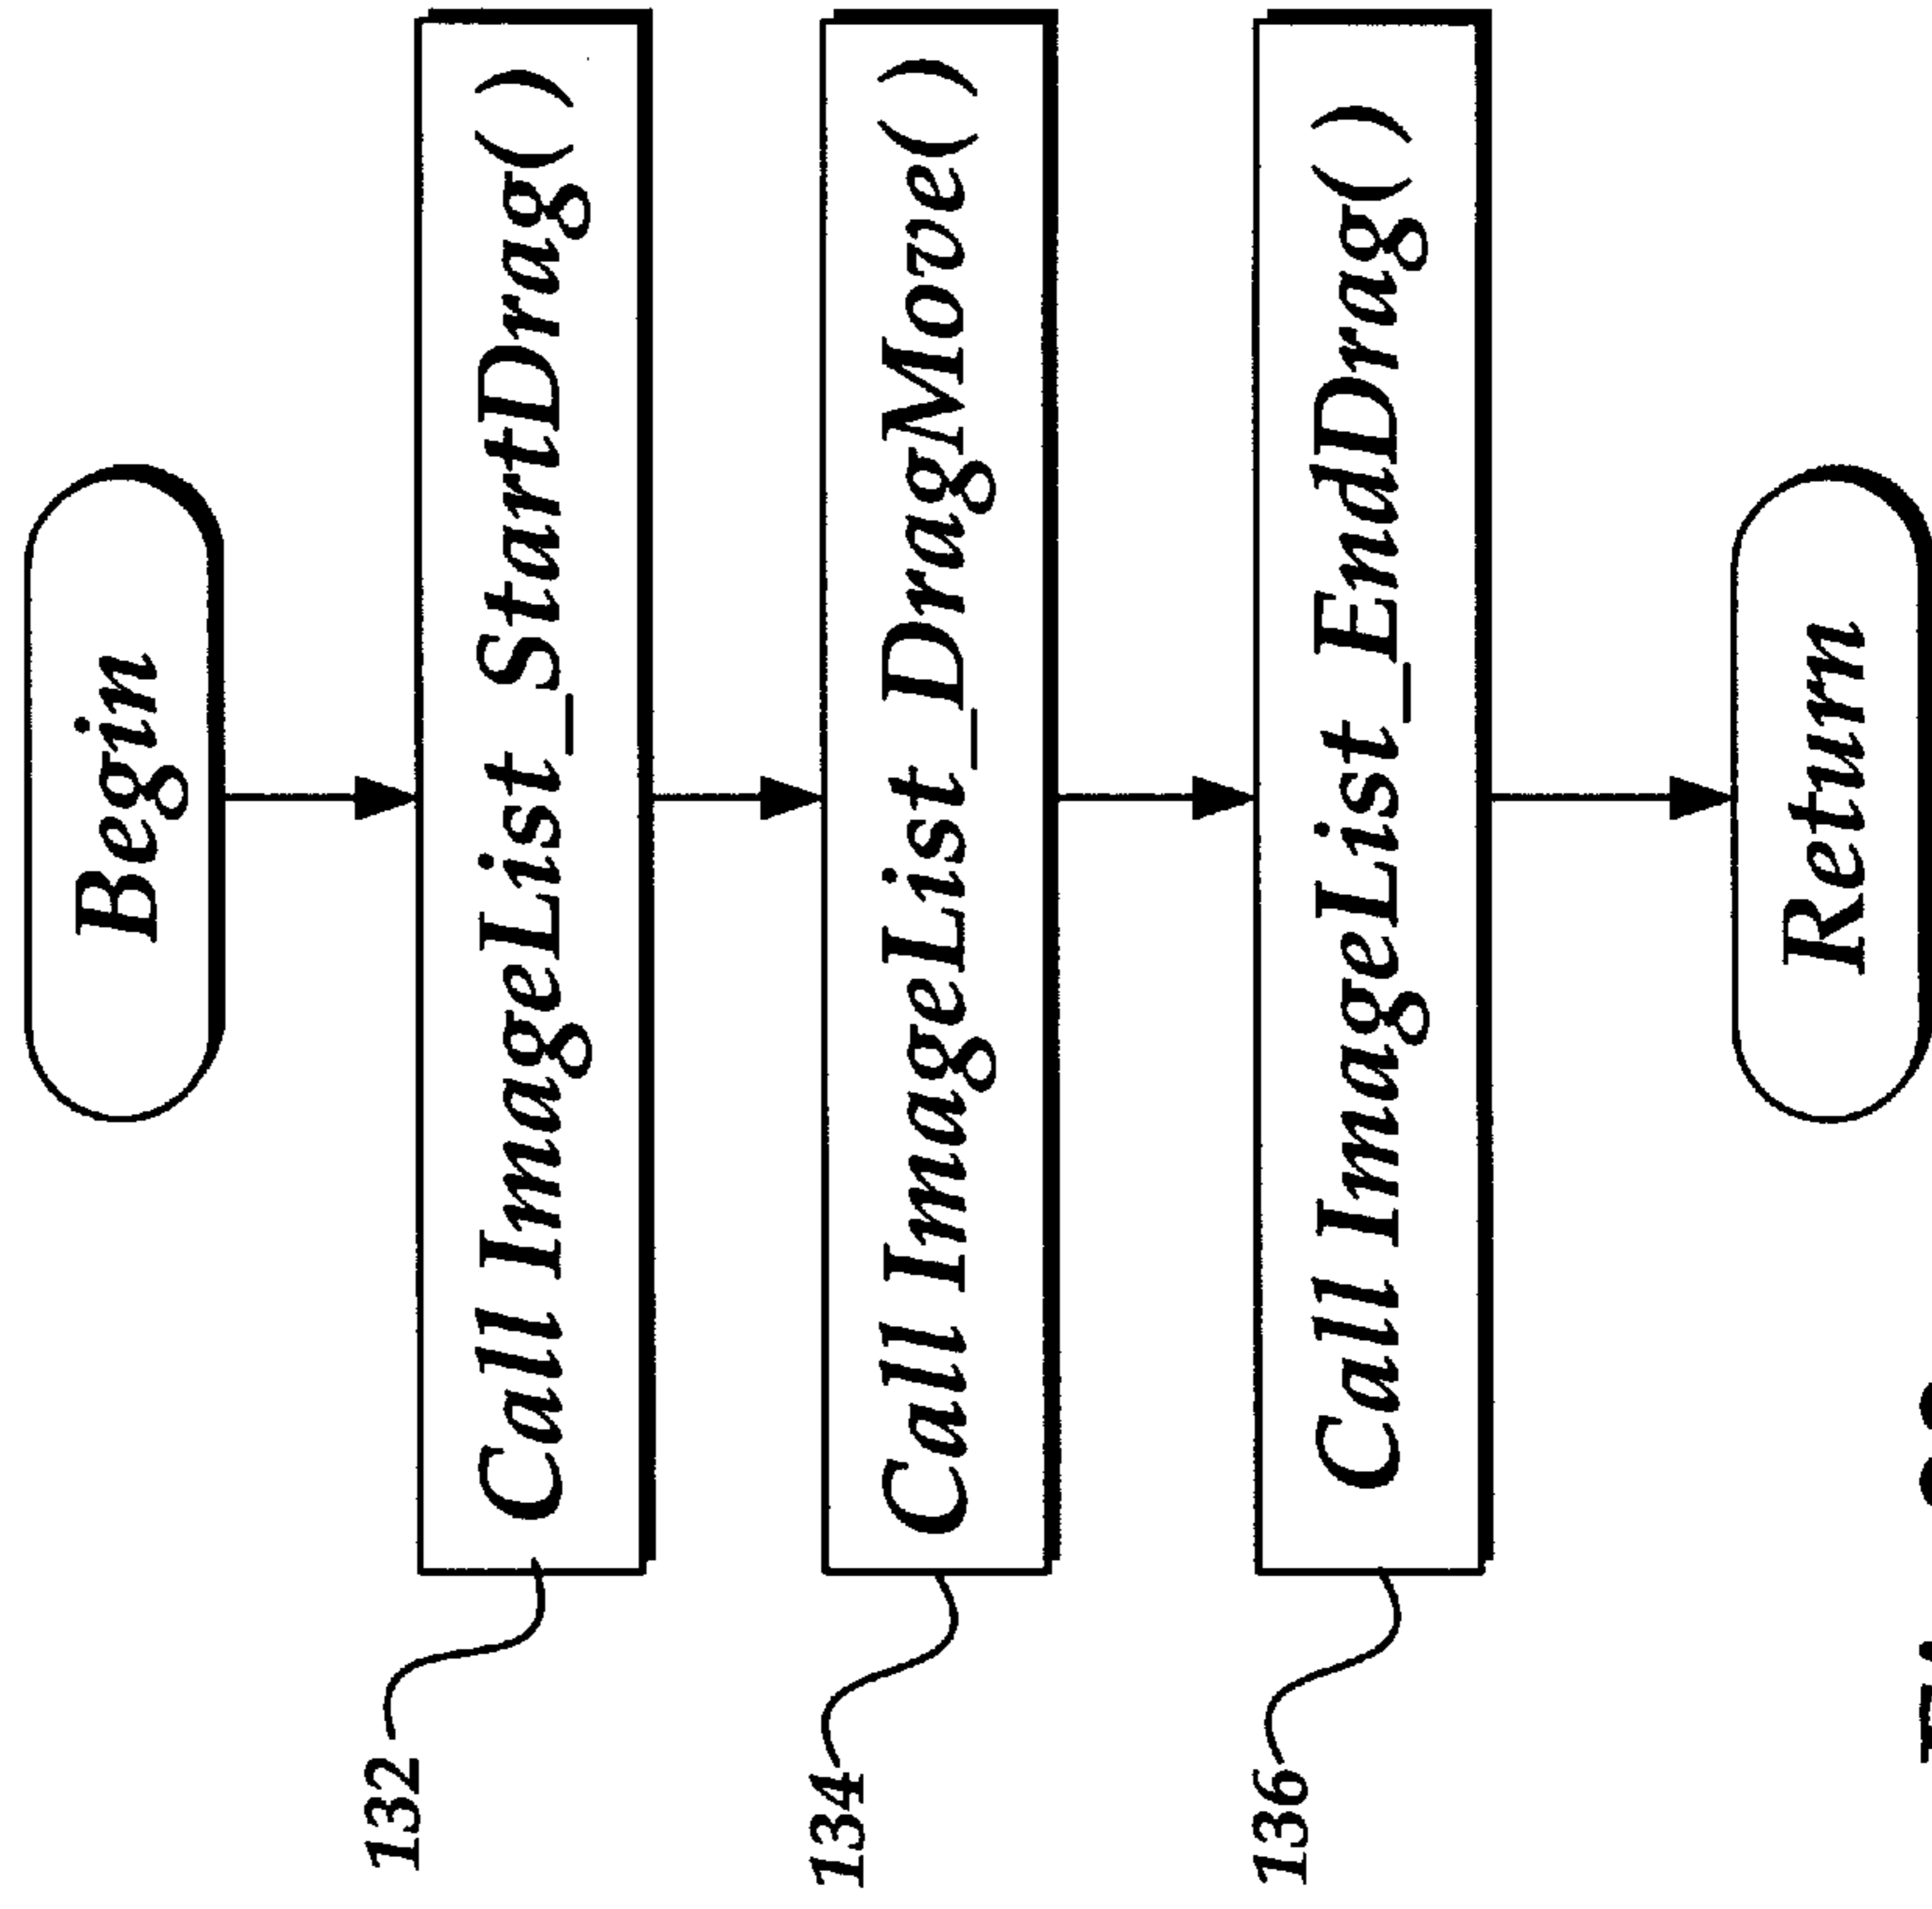 Begin
Call ImageList_StartDrag( )
132
Call ImageList_DragMove( )
134
Call ImageList_EndDrag( )
136
Return